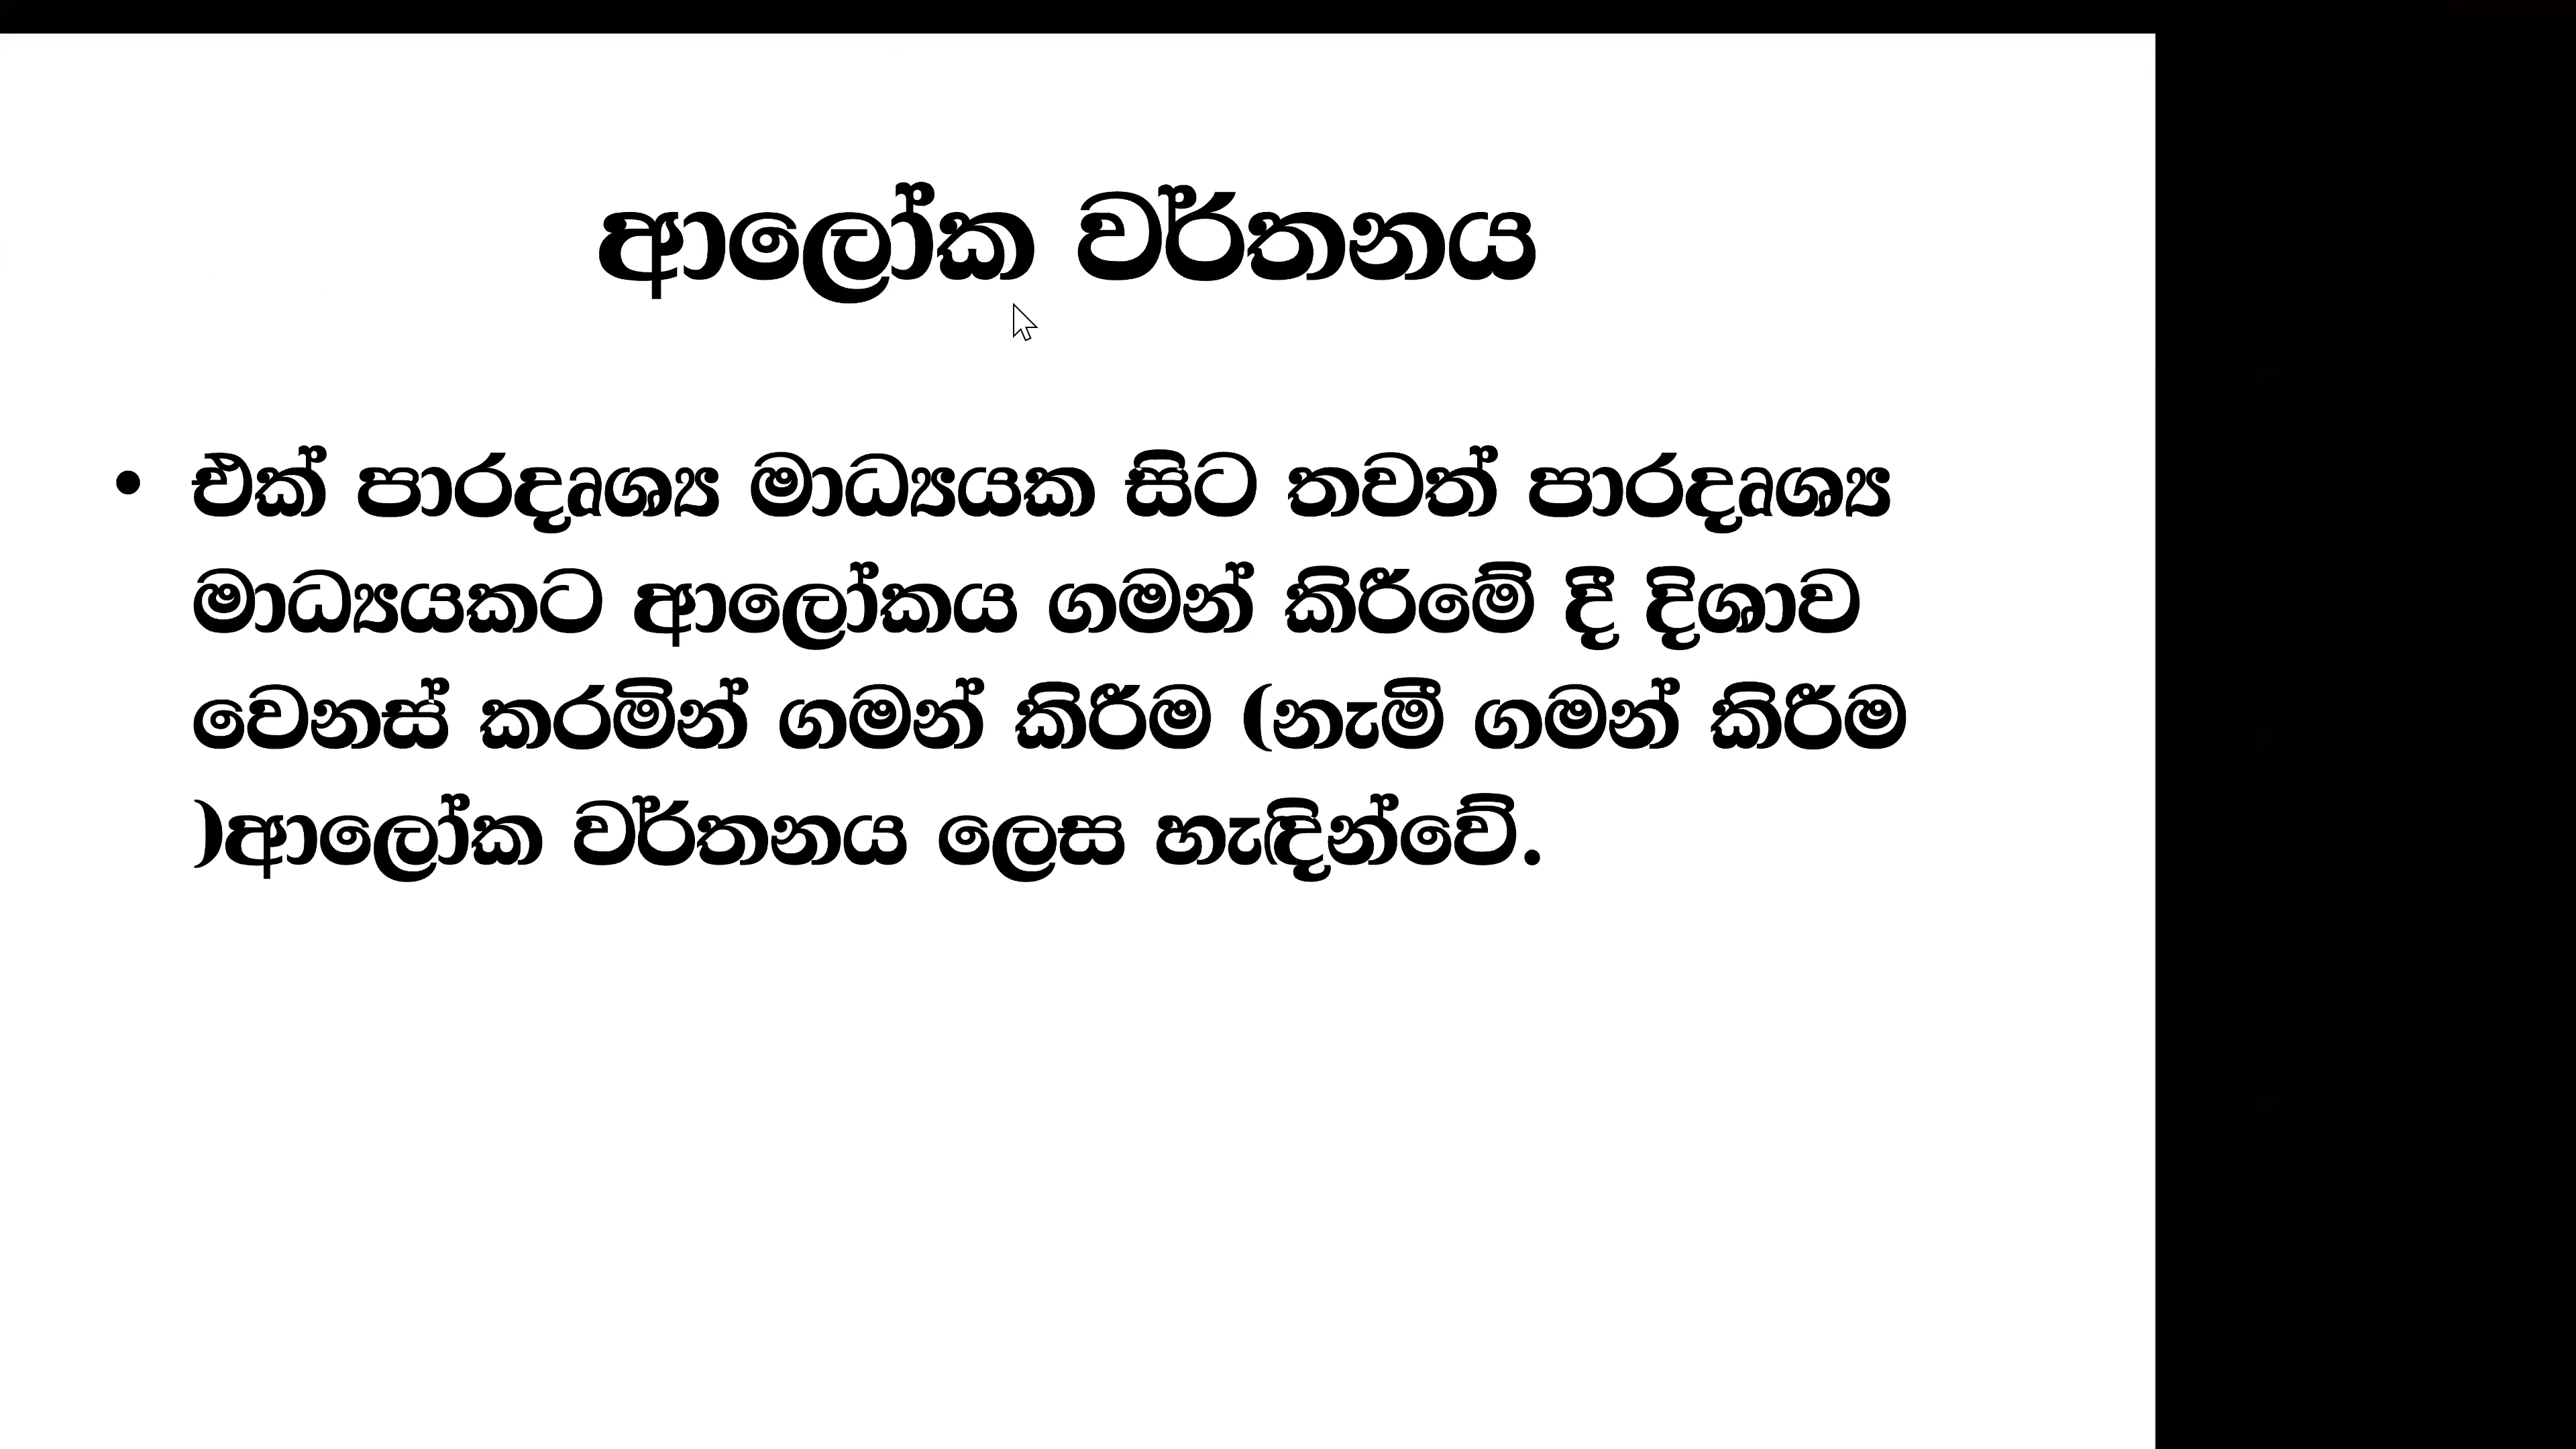 ආලෝක වර්තනය
• එක් පාරදෘශ්‍ය මාධ්‍යයක සිට තවත් පාරදෘශ්‍ය
මාධ්‍යයකට ආලෝකය ගමන් කිරීමේ දී දිශාව
වෙනස් කරමින් ගමන් කිරීම (නැමී ගමන් කිරීම
)ආලෝක වර්තනය ලෙස හැඳින්වේ.